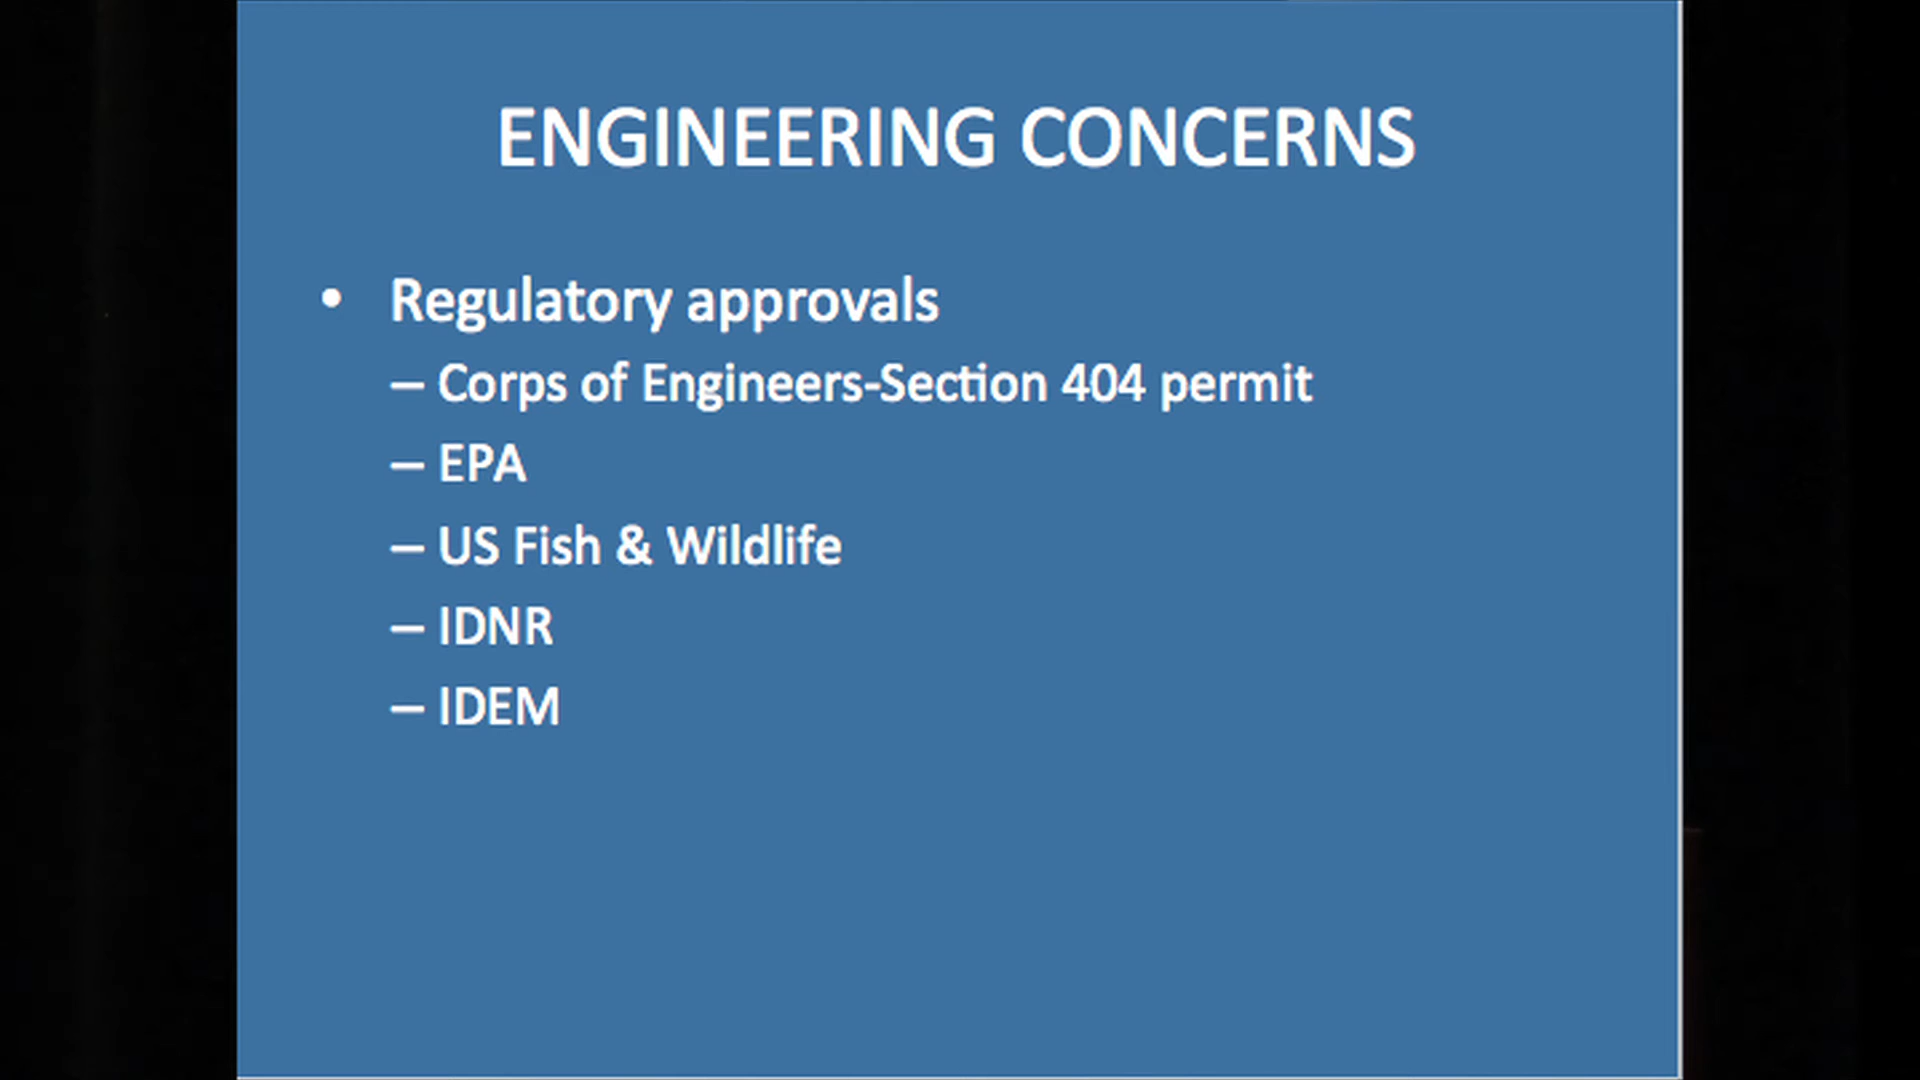 ENGINEERING CONCERNS
• Regulatory approvals
– Corps of Engineers-Section 404 permit
– EPA
– US Fish & Wildlife
– IDNR
– IDEM